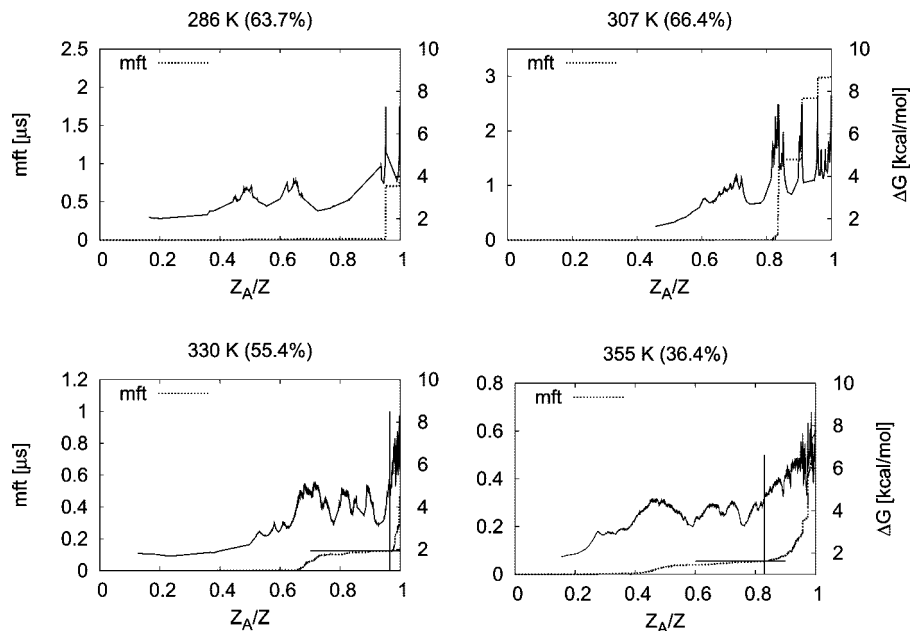 286 K (63.7%)
307 K (66.4%)
mft
mft
mft [μs]
2.5
2
1.5
1
0.5
0
10
8
6
4
2
0 0.2 0.4 0.6 0.8 1
Z_A/Z
3
2
1
0
10
8
6
4
2
ΔG [kcal/mol]
0 0.2 0.4 0.6 0.8 1
Z_A/Z
330 K (55.4%)
355 K (36.4%)
mft
mft
mft [μs]
1.2
1
0.8
0.6
0.4
0.2
0
10
8
6
4
2
0 0.2 0.4 0.6 0.8 1
Z_A/Z
0.8
0.6
0.4
0.2
0
10
8
6
4
2
ΔG [kcal/mol]
0 0.2 0.4 0.6 0.8 1
Z_A/Z